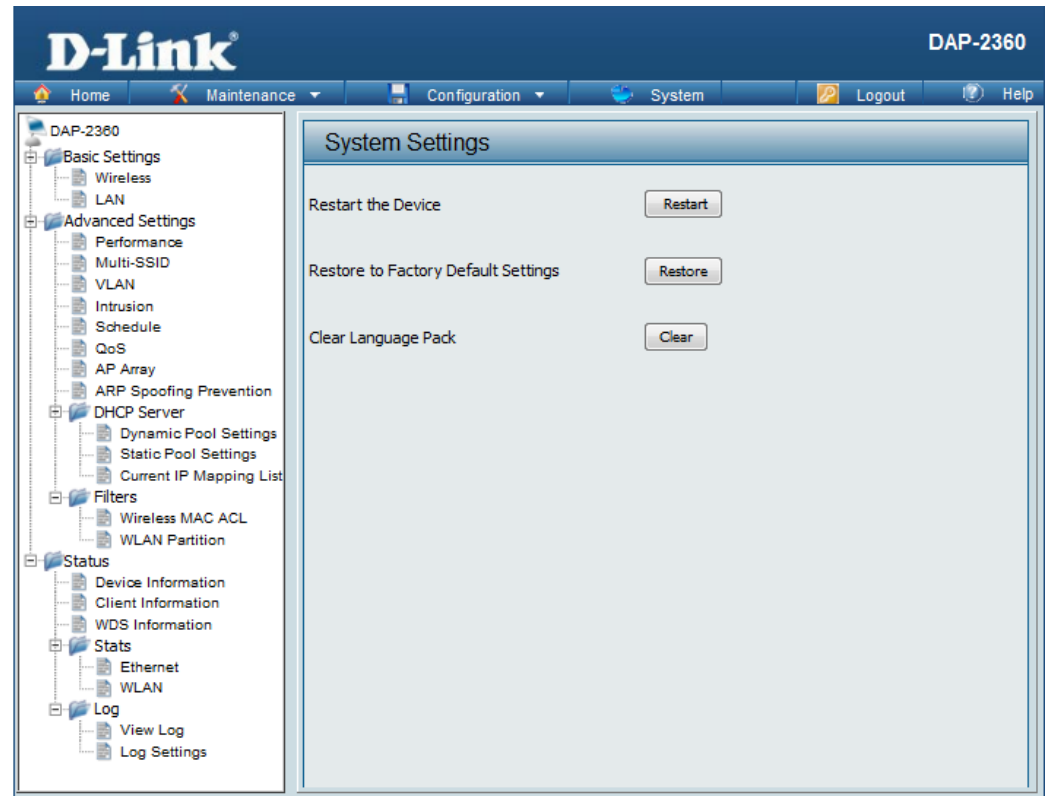 D-Link®
DAP-2360
Home Maintenance Configuration System Logout Help
DAP-2360
Basic Settings
Wireless
LAN
Advanced Settings
Performance
Multi-SSID
VLAN
Intrusion
Schedule
QoS
AP Array
ARP Spoofing Prevention
DHCP Server
Dynamic Pool Settings
Static Pool Settings
Current IP Mapping List
Filters
Wireless MAC ACL
WLAN Partition
Status
Device Information
Client Information
WDS Information
Stats
Ethernet
WLAN
Log
View Log
Log Settings
System Settings
Restart the Device Restart
Restore to Factory Default Settings Restore
Clear Language Pack Clear